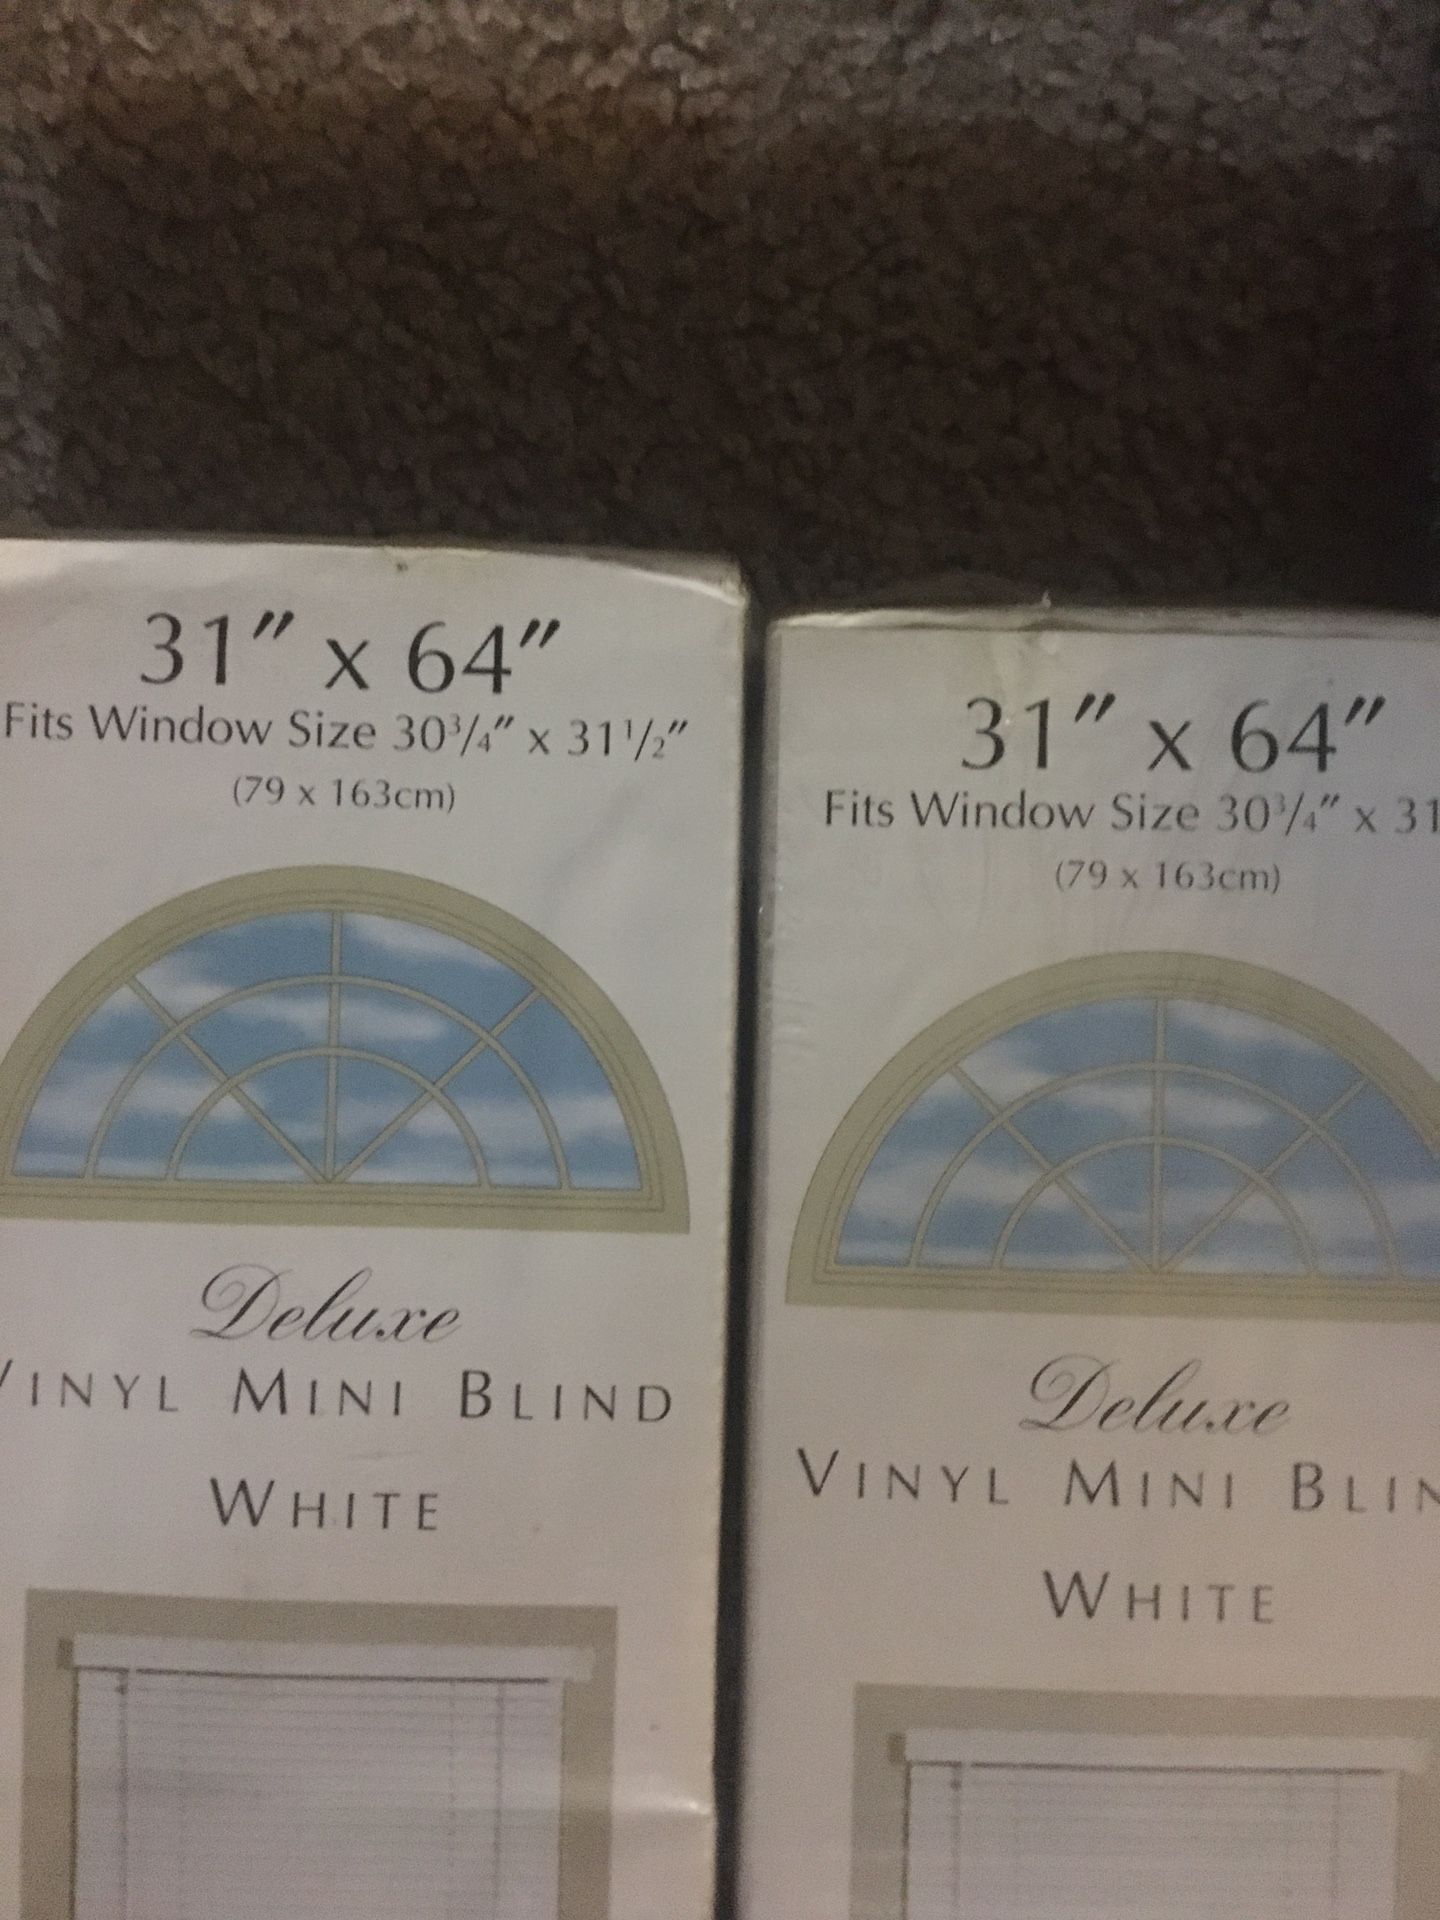 31" x 64"
Fits Window Size 30³/₄" x 31¹/₂"
(79 x 163cm)
Deluxe
VINYL MINI BLIND
WHITE
31" x 64"
Fits Window Size 30³/₄" x 31
(79 x 163cm)
Deluxe
VINYL MINI BLIN
WHITE